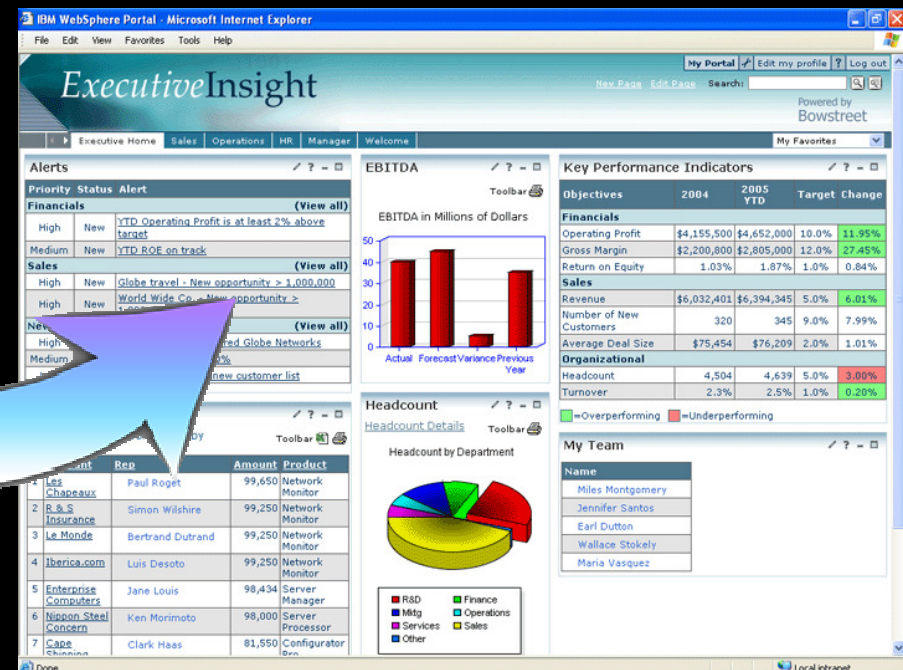 IBM WebSphere Portal - Microsoft Internet Explorer
File Edit View Favorites Tools Help
My Portal Edit my profile ? Log out
ExecutiveInsight
New Page Edit Page Search:
Powered by
Bowstreet
Executive Home Sales Operations HR Manager Welcome
My Favorites
Alerts
Priority Status Alert
Financials (View all)
High New YTD Operating Profit is at least 2% above
target
Medium New YTD ROE on track
Sales (View all)
High New Globe travel - New opportunity > 1,000,000
High New World Wide Co. - New opportunity >
(View all)
High Globe Networks
Medium %
new customer list
by
Toolbar
Rep Amount Product
1 Les
Chapeaux Paul Roget 99,650 Network
Monitor
2 R & S
Insurance Simon Wilshire 99,250 Network
Monitor
3 Le Monde Bertrand Dutrand 99,250 Network
Monitor
4 Iberica.com Luis Desoto 99,250 Network
Monitor
5 Enterprise
Computers Jane Louis 98,434 Server
Manager
6 Nippon Steel
Concern Ken Morimoto 98,000 Server
Processor
7 Cape
Shipping Clark Haas 81,550 Configurator
Pro
EBITDA
Toolbar
EBITDA in Millions of Dollars
50
40
30
20
10
0
Actual Forecast Variance Previous
Year
Headcount
Headcount Details Toolbar
Headcount by Department
R&D Finance
Mktg Operations
Services Sales
Other
Key Performance Indicators
Objectives 2004 2005
YTD Target Change
Financials
Operating Profit $4,155,500 $4,652,000 10.0% 11.95%
Gross Margin $2,200,800 $2,805,000 12.0% 27.45%
Return on Equity 1.03% 1.87% 1.0% 0.84%
Sales
Revenue $6,032,401 $6,394,345 5.0% 6.01%
Number of New
Customers 320 345 9.0% 7.99%
Average Deal Size $75,454 $76,209 2.0% 1.01%
Organizational
Headcount 4,504 4,639 5.0% 3.00%
Turnover 2.3% 2.5% 1.0% 0.20%
=Overperforming =Underperforming
My Team
Name
Miles Montgomery
Jennifer Santos
Earl Dutton
Wallace Stokely
Maria Vasquez
Done
Local intranet